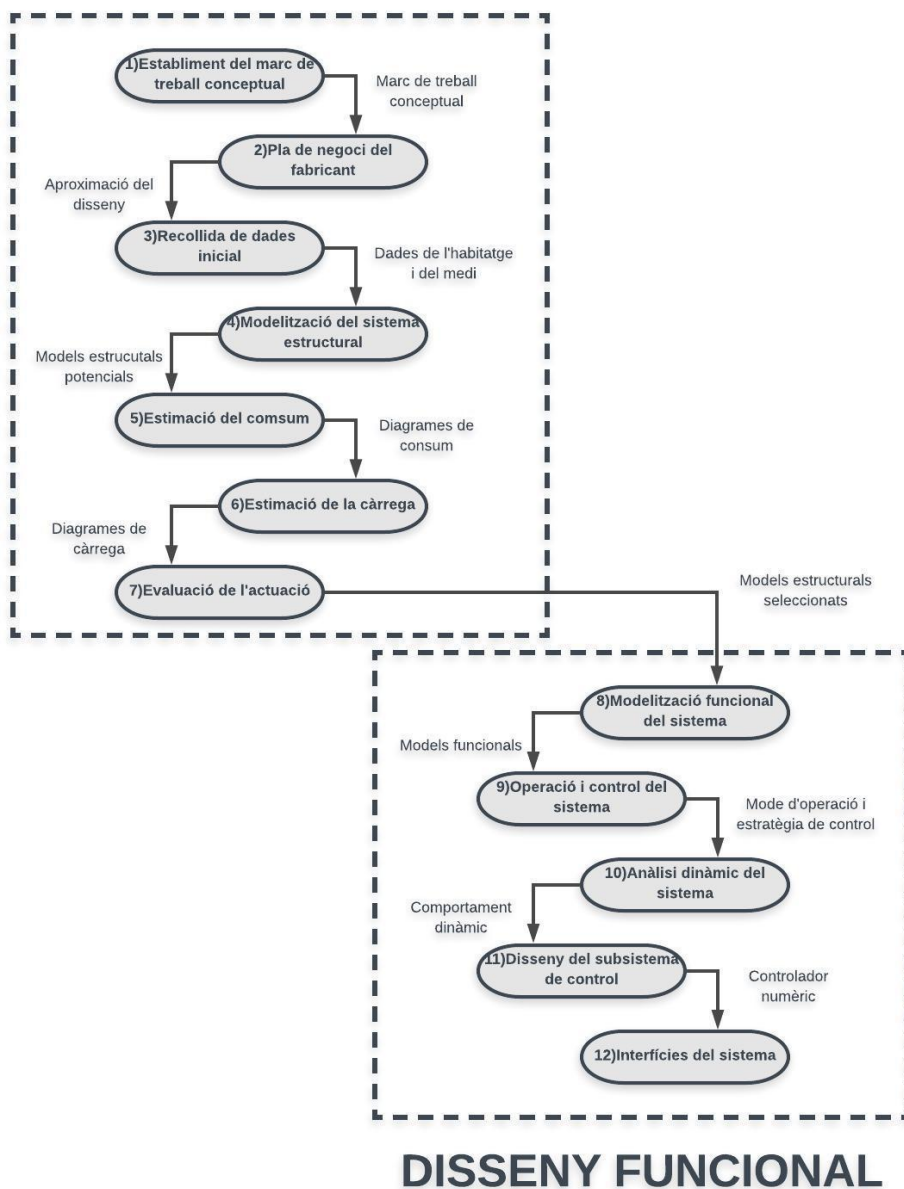 1)Establiment del marc de
treball conceptual
Marc de treball
conceptual
2)Pla de negoci del
fabricant
Aproximació del
disseny
3)Recollida de dades
inicial
Dades de l'habitatge
i del medi
4)Modelització del sistema
estructural
Models estrucutals
potencials
5)Estimació del comsum
Diagrames de
consum
6)Estimació de la càrrega
Diagrames de
càrrega
7)Evaluació de l'actuació
Models estructurals
seleccionats
8)Modelització funcional
del sistema
Models funcionals
9)Operació i control del
sistema
Mode d'operació i
estratègia de control
10)Anàlisi dinàmic del
sistema
Comportament
dinàmic
11)Disseny del subsistema
de control
Controlador
numèric
12)Interfícies del sistema
DISSENY FUNCIONAL